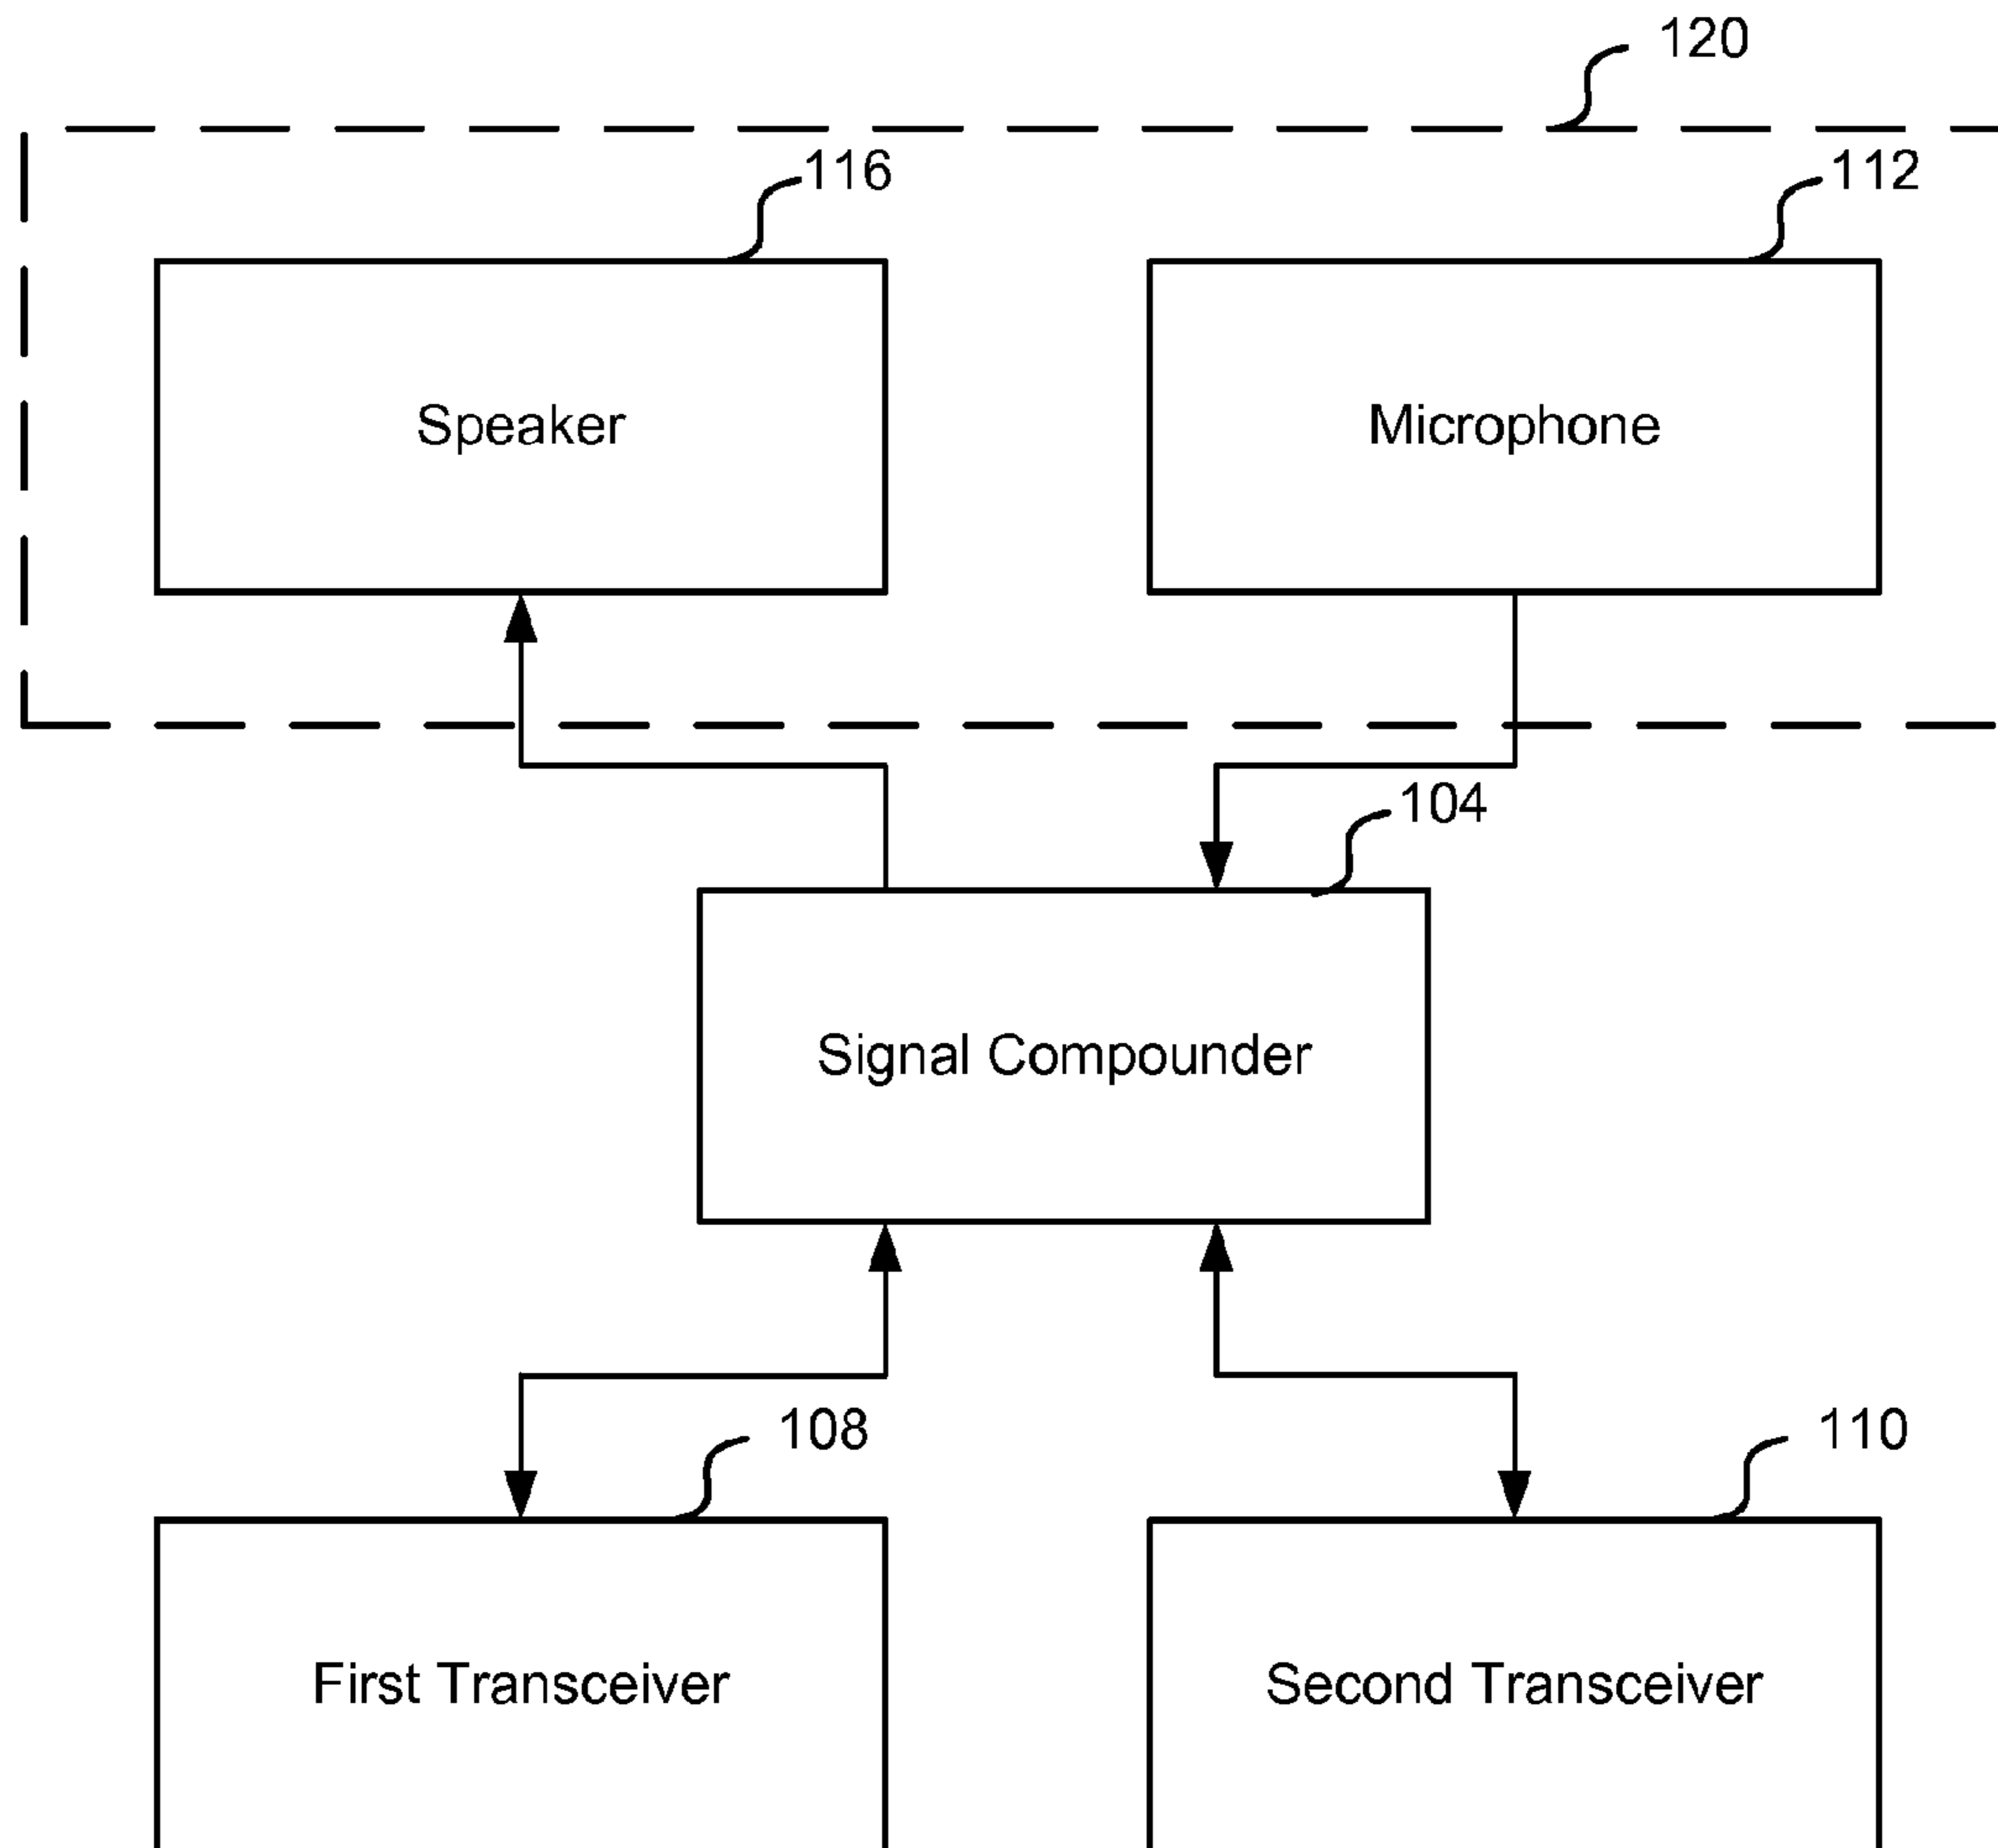 120
116
112
Speaker
Microphone
104
Signal Compounder
108
110
First Transceiver
Second Transceiver